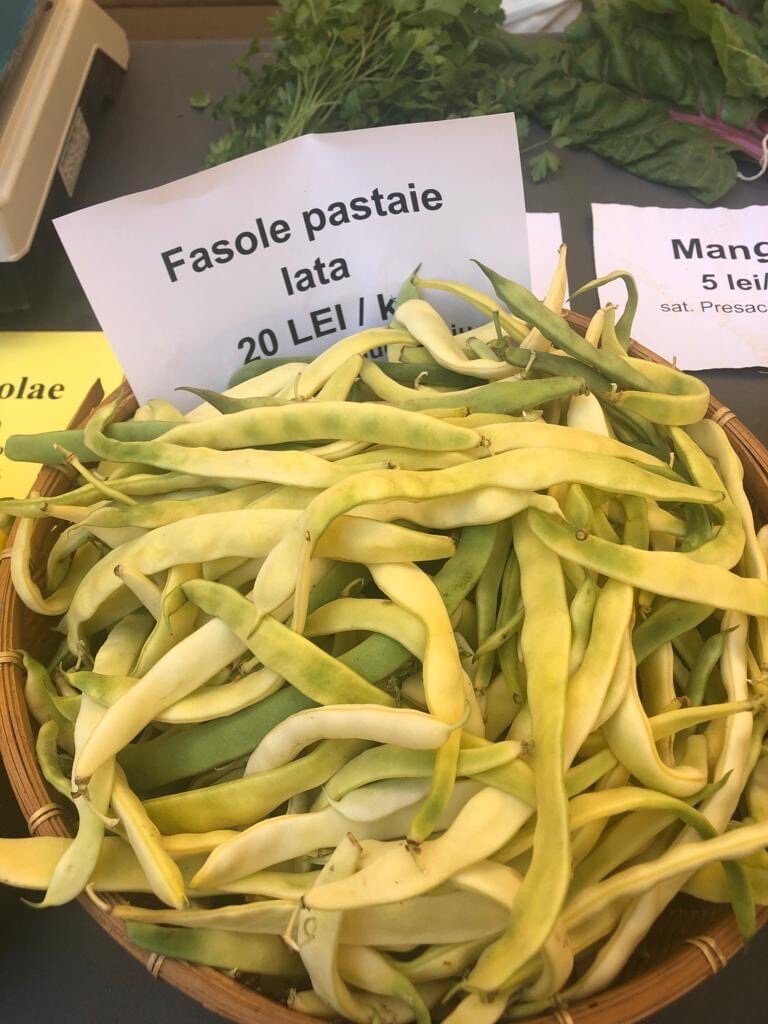 Fasole pastaie
lata
20 LEI / k
Mang
5 lei/
sat. Presac
olae